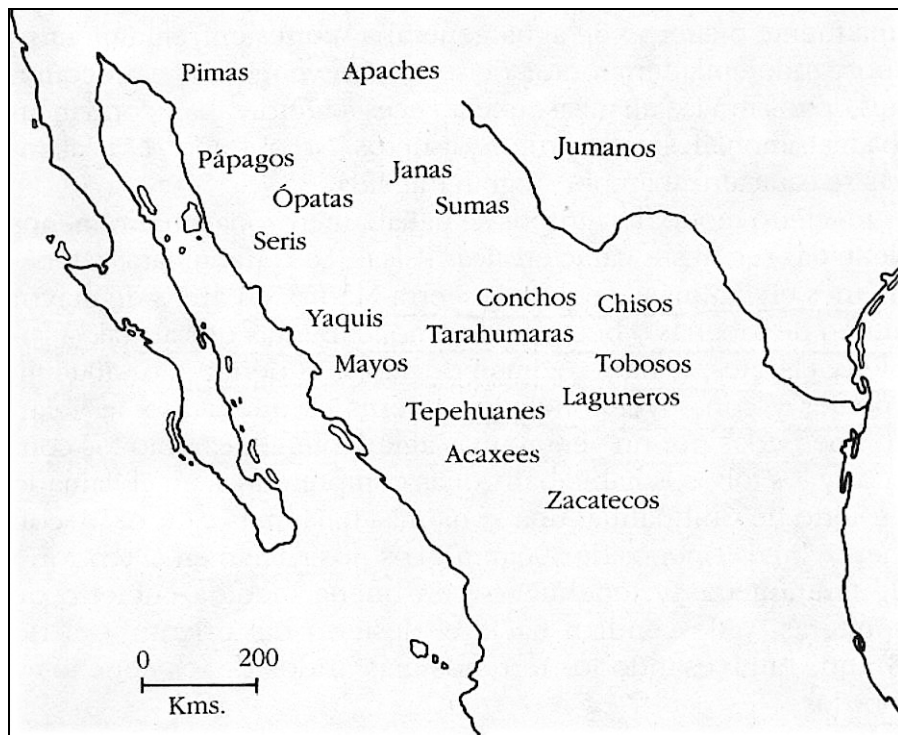 Pimas
Apaches
Jumanos
Pápagos
Janas
Ópatas
Sumas
Seris
Conchos
Chisos
Yaquis
Tarahumaras
Mayos
Tobosos
Laguneros
Tepehuanes
Acaxees
Zacatecos
0 200
Kms.